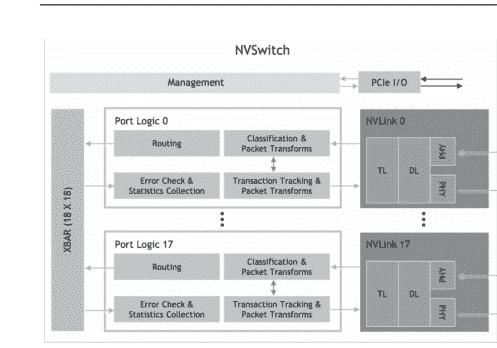 NVSwitch
Management
PCIe I/O
XBAR (18 X 18)
Port Logic 0
Routing
Classification &
Packet Transforms
Error Check &
Statistics Collection
Transaction Tracking &
Packet Transforms
NVLink 0
TL
DL
PHY
PHY
Port Logic 17
Routing
Classification &
Packet Transforms
Error Check &
Statistics Collection
Transaction Tracking &
Packet Transforms
NVLink 17
TL
DL
PHY
PHY